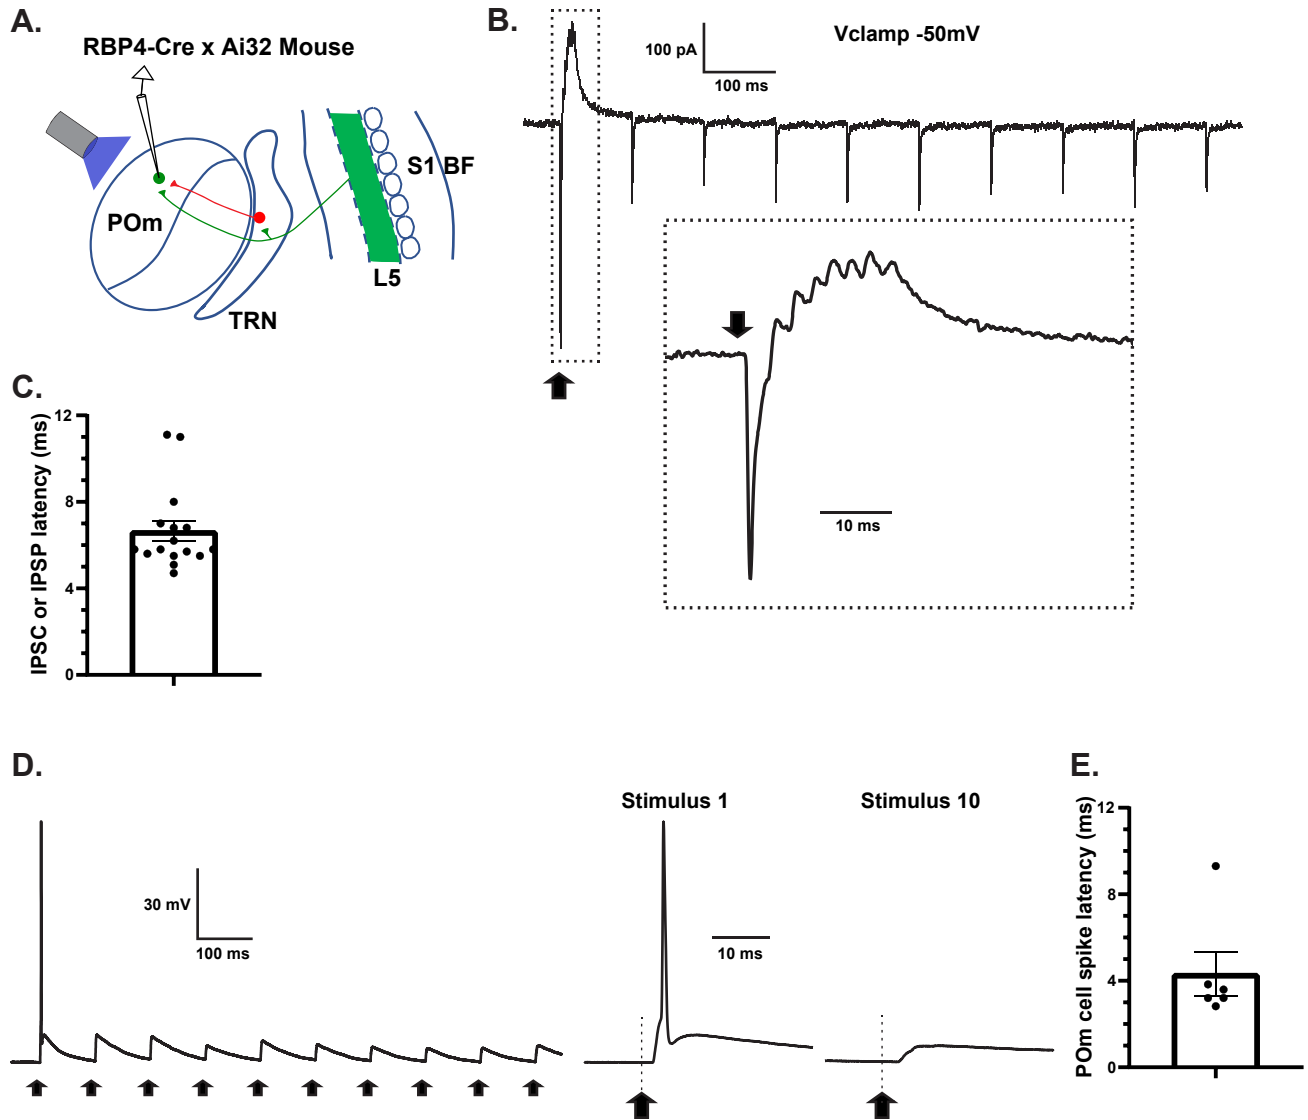 A.
RBP4-Cre x Ai32 Mouse
POm
TRN
L5
S1 BF
B.
Vclamp -50mV
100 pA
100 ms
10 ms
C.
IPSC or IPSP latency (ms)
12
8
4
0
D.
30 mV
100 ms
Stimulus 1
10 ms
Stimulus 10
E.
POm cell spike latency (ms)
12
8
4
0